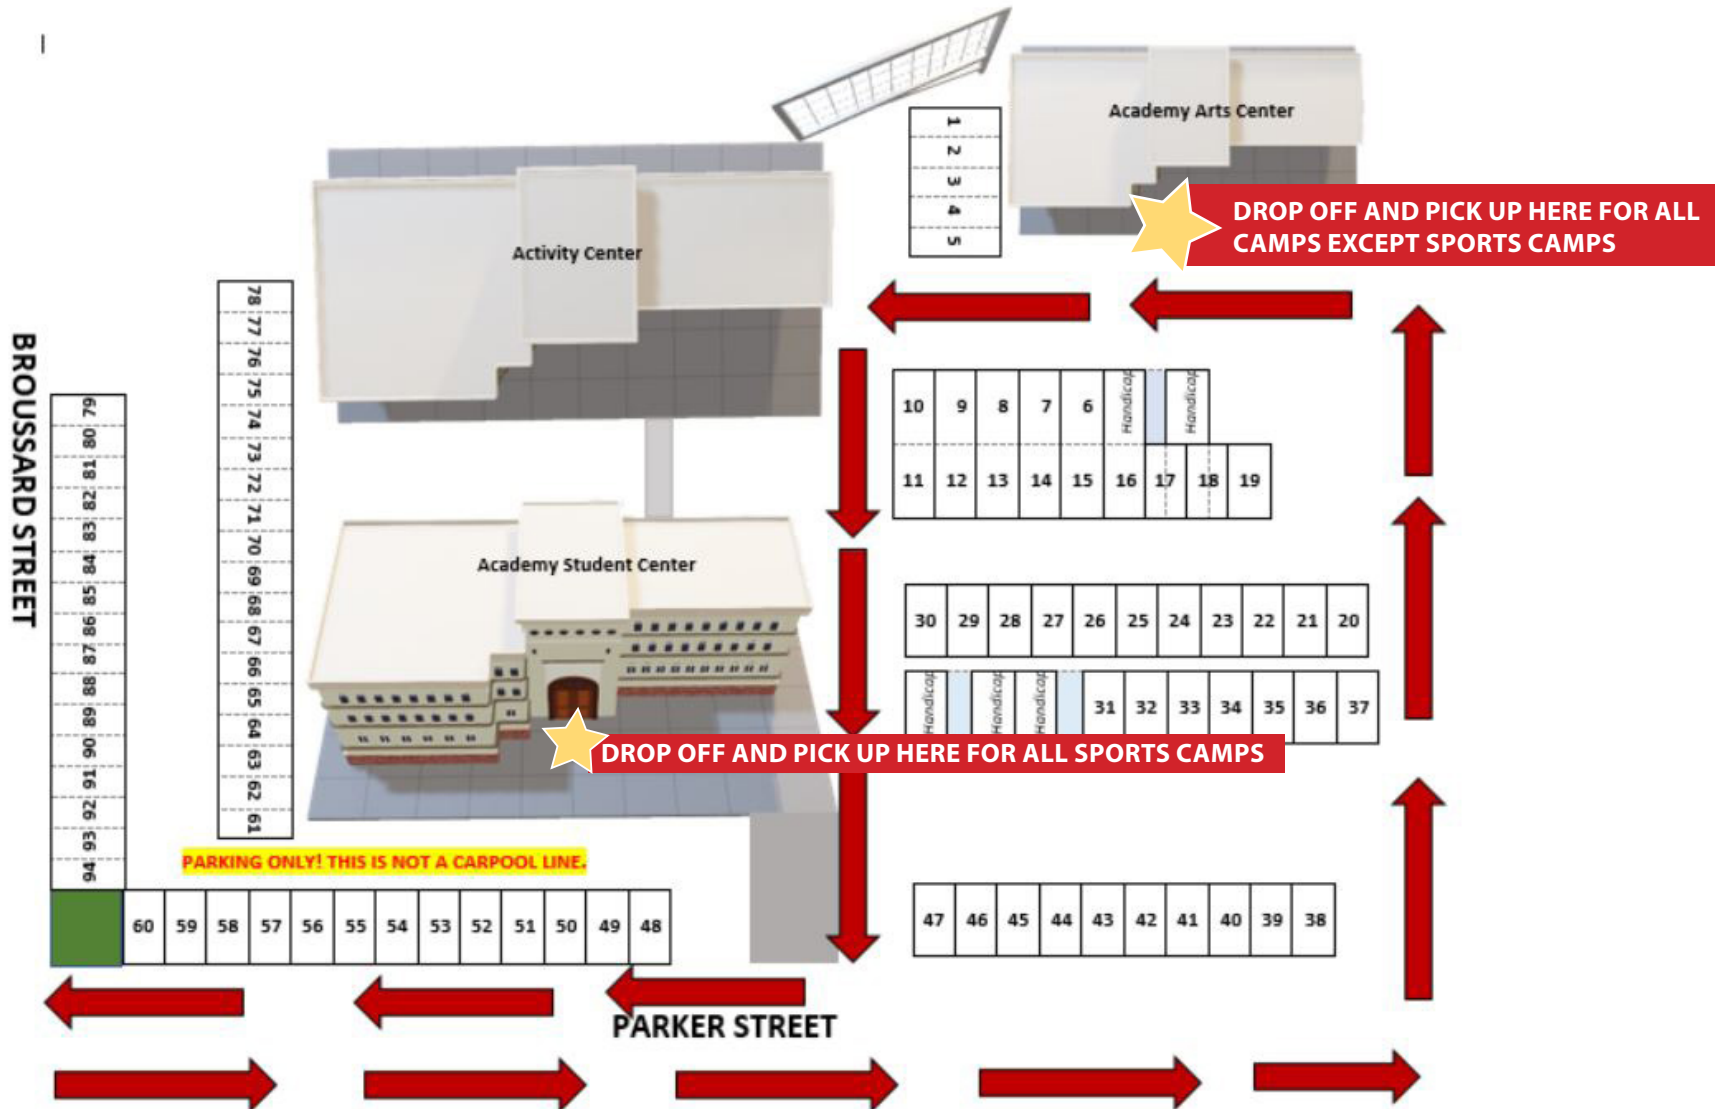 Academy Arts Center
1
2
3
4
5
DROP OFF AND PICK UP HERE FOR ALL
CAMPS EXCEPT SPORTS CAMPS
Activity Center
78
77
76
75
74
73
72
71
70
69
68
67
66
65
64
63
62
61
BROUSSARD STREET
79
80
81
82
83
84
85
86
87
88
89
90
91
92
93
94
10 9 8 7 6 Handicap Handicap
11 12 13 14 15 16 17 18 19
Academy Student Center
30 29 28 27 26 25 24 23 22 21 20
Handicap Handicap Handicap 31 32 33 34 35 36 37
DROP OFF AND PICK UP HERE FOR ALL SPORTS CAMPS
PARKING ONLY! THIS IS NOT A CARPOOL LINE.
60 59 58 57 56 55 54 53 52 51 50 49 48
47 46 45 44 43 42 41 40 39 38
PARKER STREET